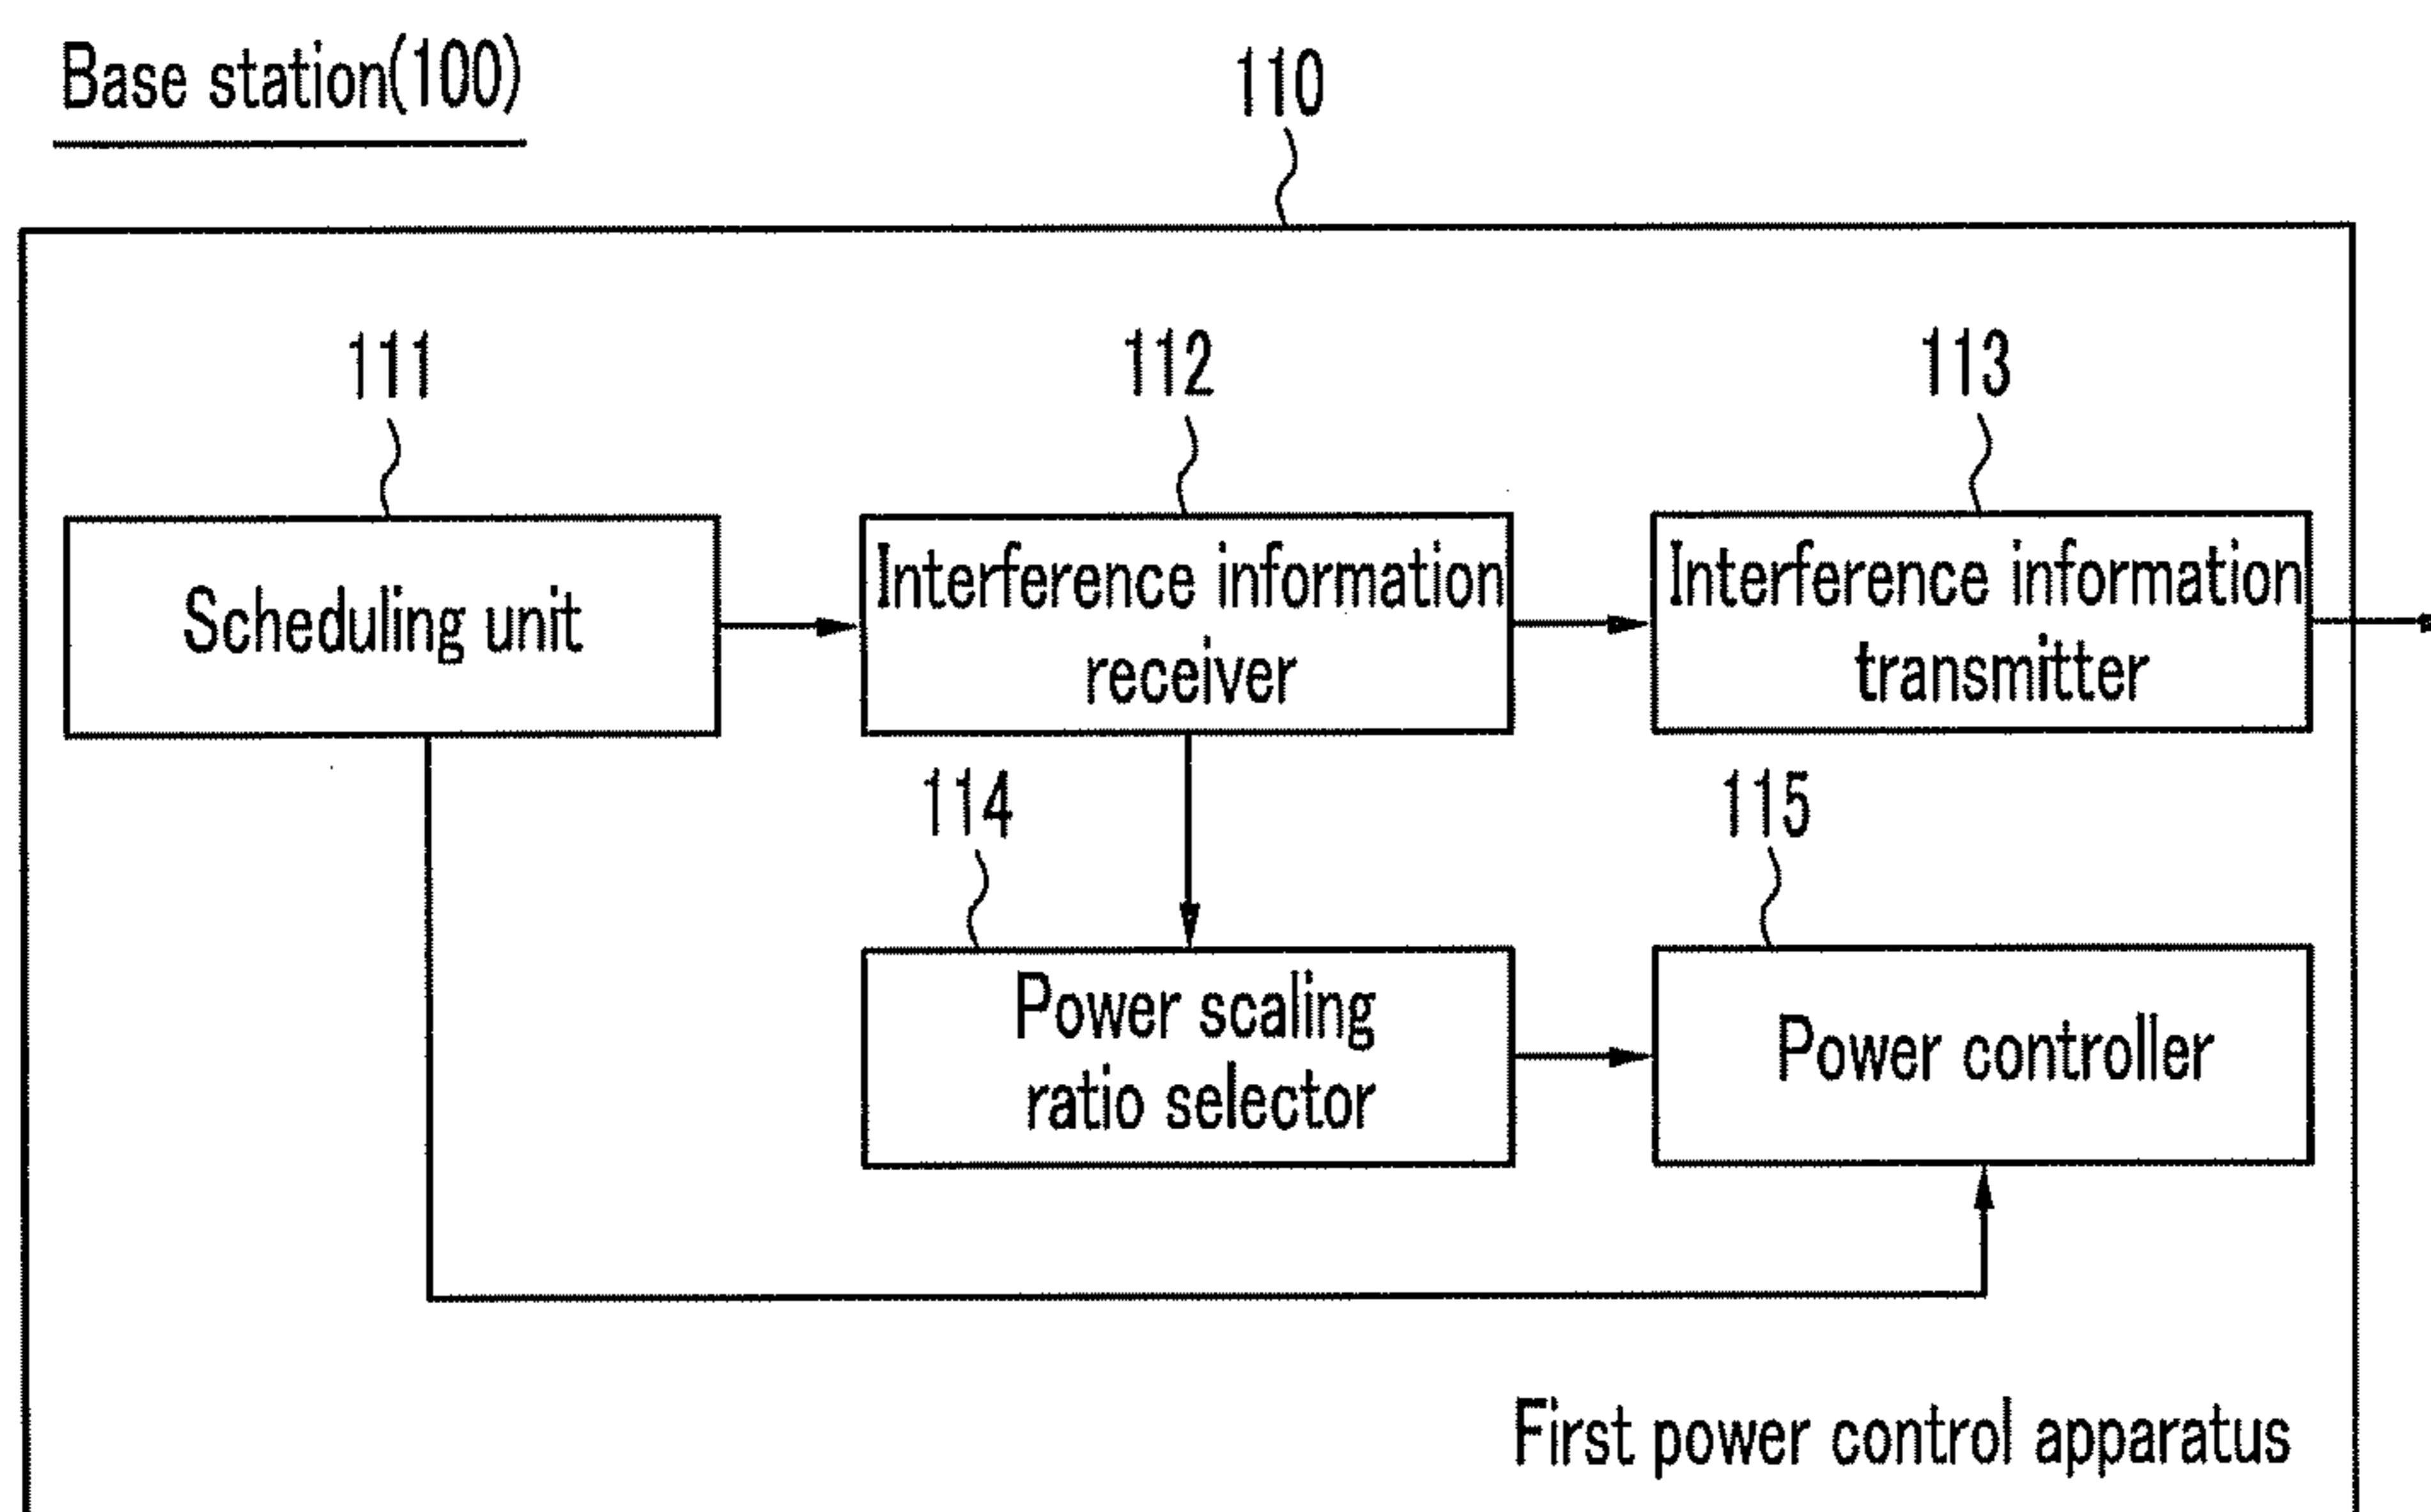 Base station(100)
110
111
112
113
Scheduling unit
Interference information
receiver
Interference information
transmitter
114
115
Power scaling
ratio selector
Power controller
First power control apparatus